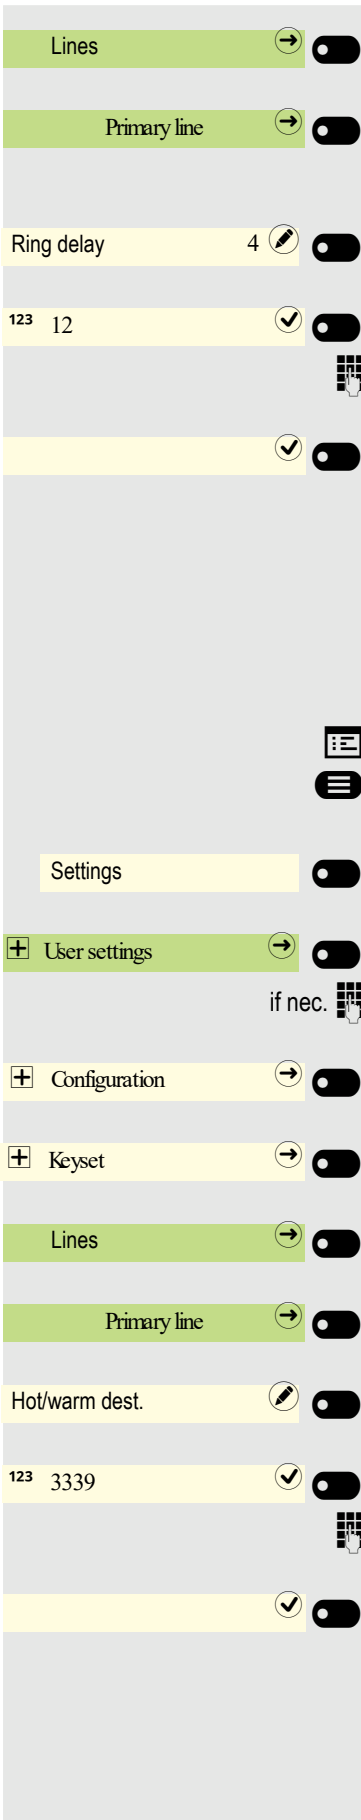 Lines
Primary line
Ring delay 4
123 12
Settings
User settings
if nec.
Configuration
Keyset
Lines
Primary line
Hot/warm dest.
123 3339